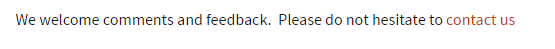 We welcome comments and feedback.  Please do not hesitate to contact us